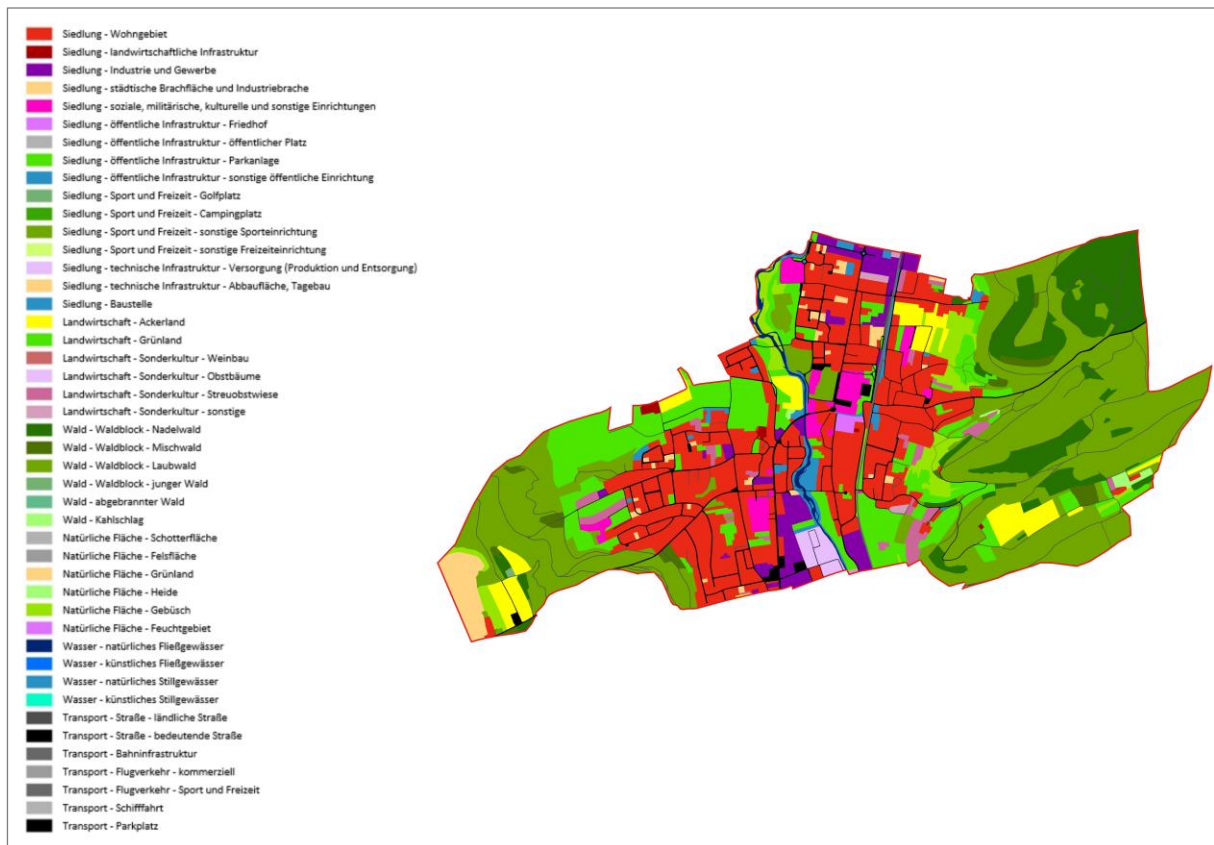 Siedlung - Wohngebiet
Siedlung - landwirtschaftliche Infrastruktur
Siedlung - Industrie und Gewerbe
Siedlung - städtische Brachfläche und Industriebrache
Siedlung - soziale, militärische, kulturelle und sonstige Einrichtungen
Siedlung - öffentliche Infrastruktur - Friedhof
Siedlung - öffentliche Infrastruktur - öffentlicher Platz
Siedlung - öffentliche Infrastruktur - Parkanlage
Siedlung - öffentliche Infrastruktur - sonstige öffentliche Einrichtung
Siedlung - Sport und Freizeit - Golfplatz
Siedlung - Sport und Freizeit - Campingplatz
Siedlung - Sport und Freizeit - sonstige Sporteinrichtung
Siedlung - Sport und Freizeit - sonstige Freizeiteinrichtung
Siedlung - technische Infrastruktur - Versorgung (Produktion und Entsorgung)
Siedlung - technische Infrastruktur - Abbaufläche, Tagebau
Siedlung - Baustelle
Landwirtschaft - Ackerland
Landwirtschaft - Grünland
Landwirtschaft - Sonderkultur - Weinbau
Landwirtschaft - Sonderkultur - Obstbäume
Landwirtschaft - Sonderkultur - Streuobstwiese
Landwirtschaft - Sonderkultur - sonstige
Wald - Waldblock - Nadelwald
Wald - Waldblock - Mischwald
Wald - Waldblock - Laubwald
Wald - Waldblock - junger Wald
Wald - abgebrannter Wald
Wald - Kahlschlag
Natürliche Fläche - Schotterfläche
Natürliche Fläche - Felsfläche
Natürliche Fläche - Grünland
Natürliche Fläche - Heide
Natürliche Fläche - Gebüsch
Natürliche Fläche - Feuchtgebiet
Wasser - natürliches Fließgewässer
Wasser - künstliches Fließgewässer
Wasser - natürliches Stillgewässer
Wasser - künstliches Stillgewässer
Transport - Straße - ländliche Straße
Transport - Straße - bedeutende Straße
Transport - Bahninfrastruktur
Transport - Flugverkehr - kommerziell
Transport - Flugverkehr - Sport und Freizeit
Transport - Schifffahrt
Transport - Parkplatz